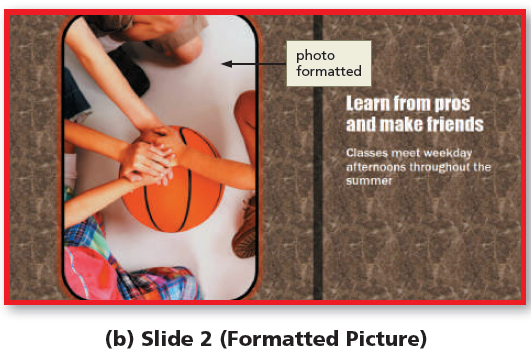 photo
formatted
Learn from pros
and make friends
Classes meet weekday
afternoons throughout the
summer
(b) Slide 2 (Formatted Picture)